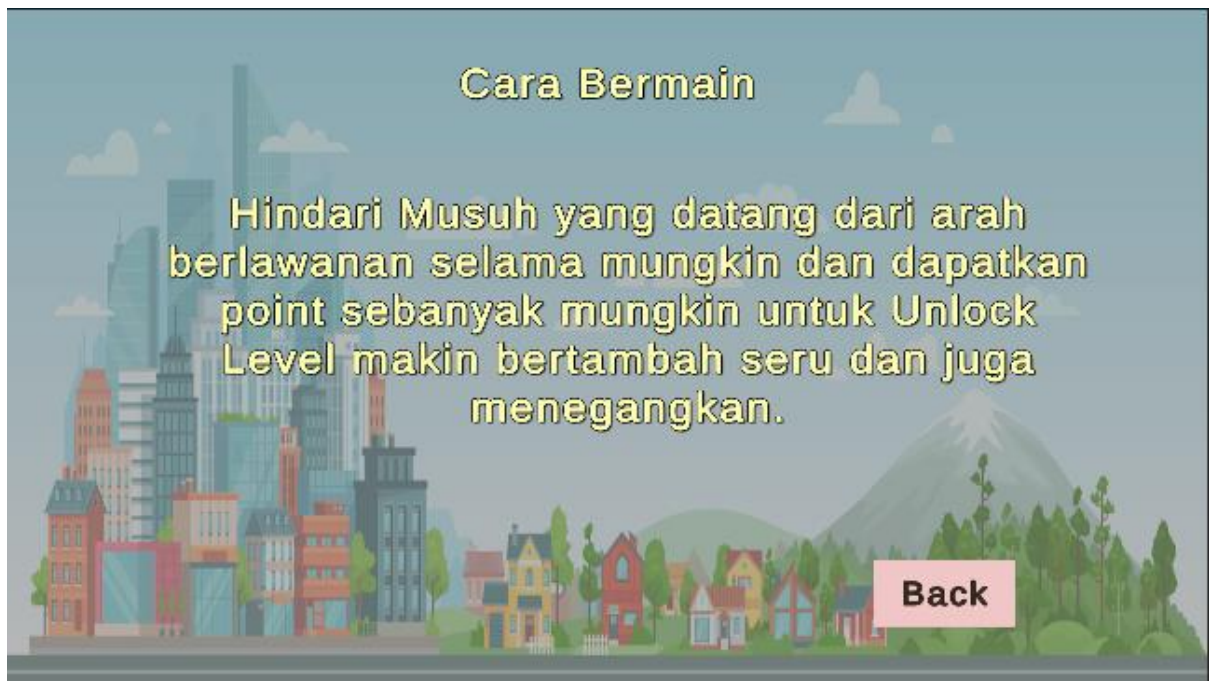 Cara Bermain
Hindari Musuh yang datang dari arah
berlawanan selama mungkin dan dapatkan
point sebanyak mungkin untuk Unlock
Level makin bertambah seru dan juga
menegangkan.
Back